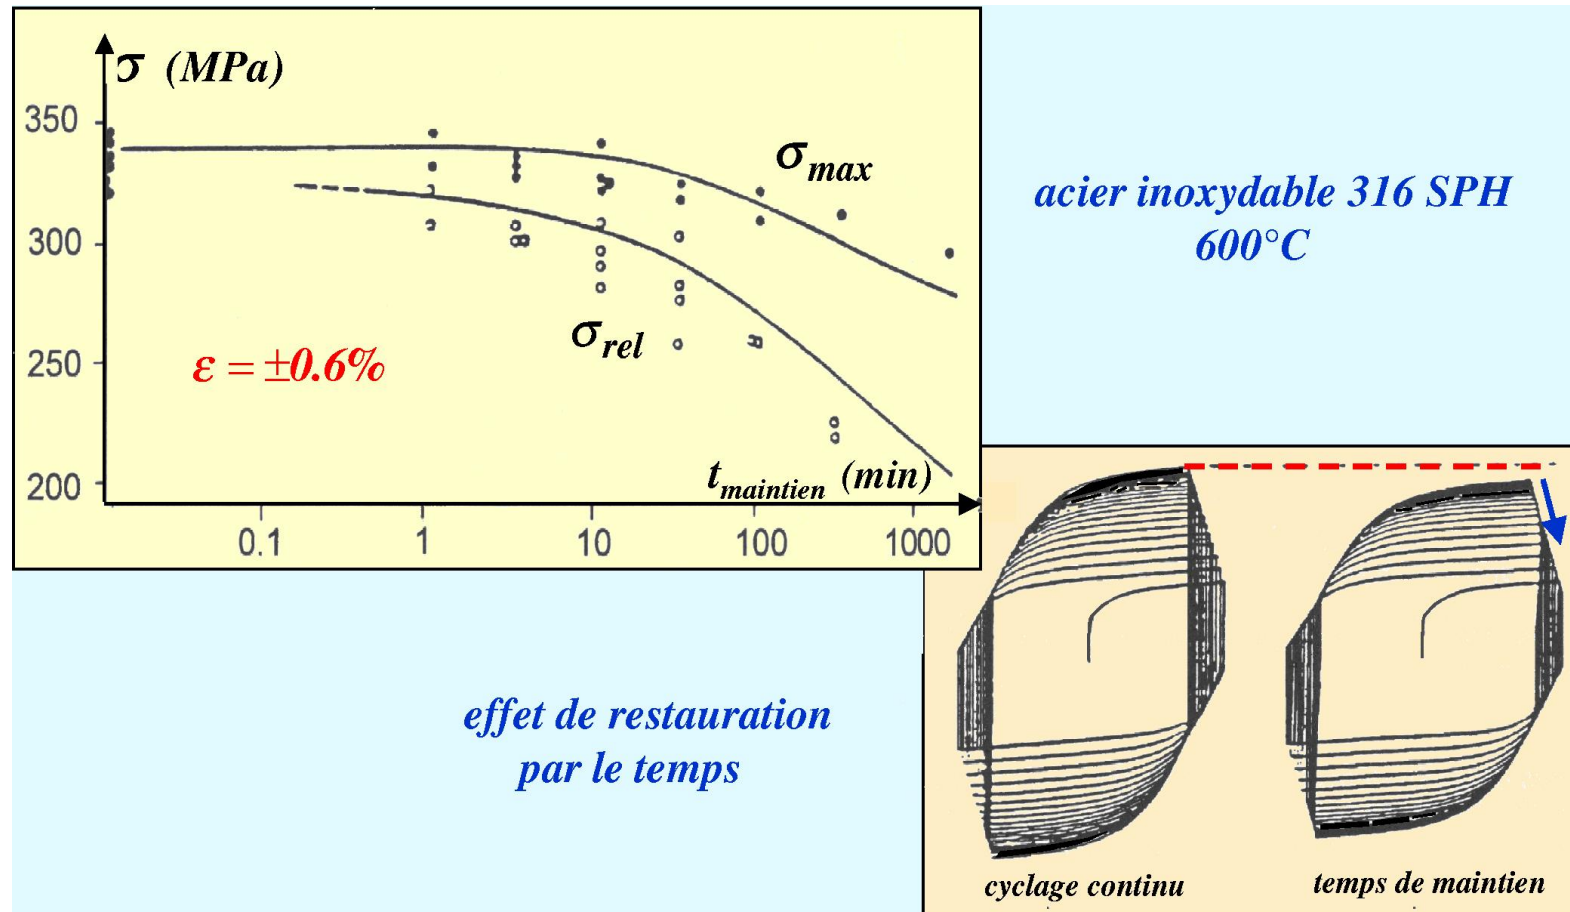 σ (MPa)
350
300
250
200
σmax
σrel
ε = ±0.6%
tmaintien (min)
0.1 1 10 100 1000
acier inoxydable 316 SPH
600°C
effet de restauration
par le temps
cyclage continu
temps de maintien